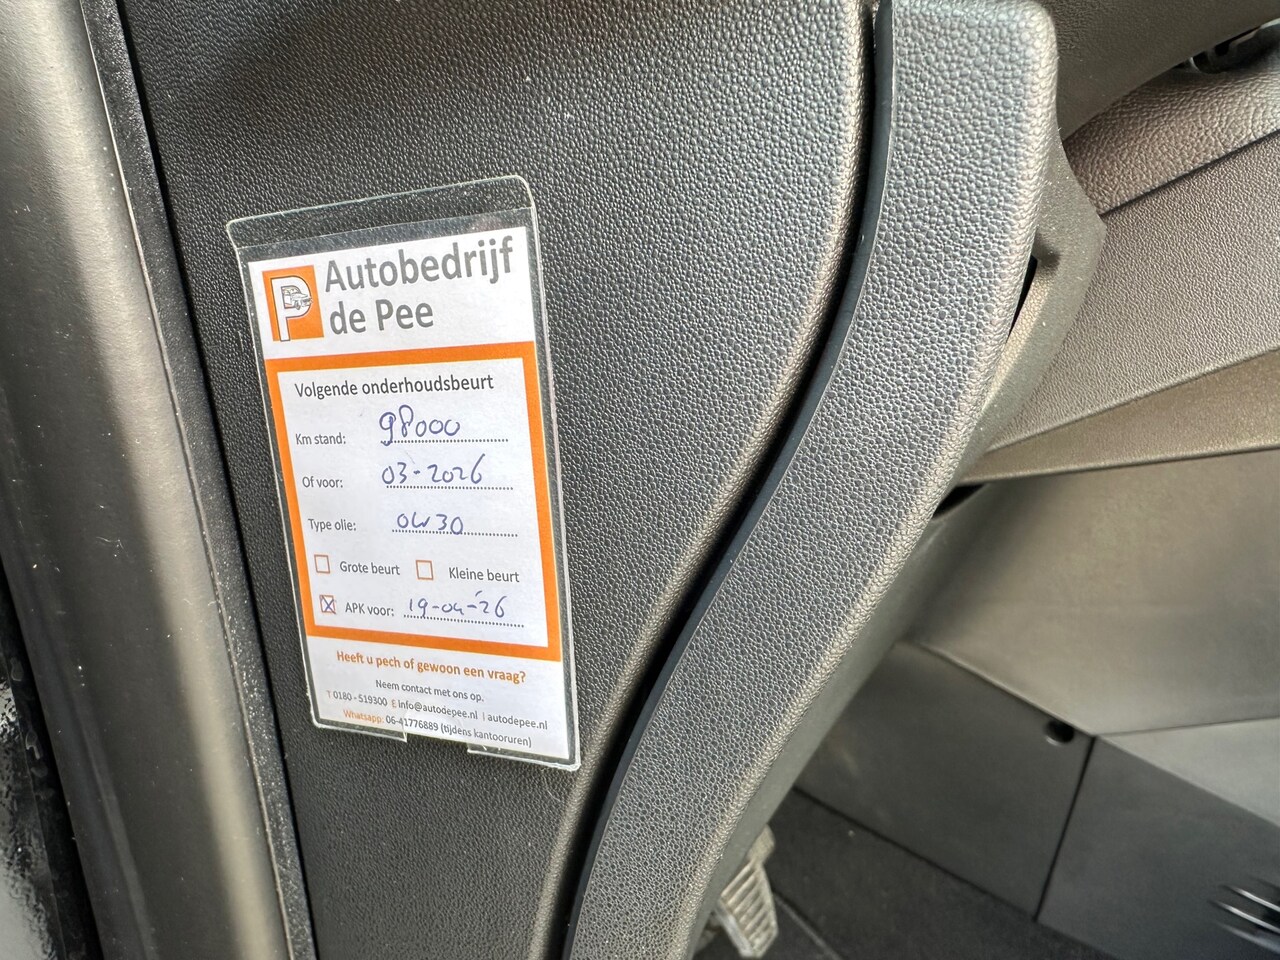 P Autobedrijf
de Pee
Volgende onderhoudsbeurt
Km stand: 98000
Of voor: 03-2026
Type olie: 0W30
Grote beurt Kleine beurt
APK voor: 19-04-'26
Heeft u pech of gewoon een vraag?
Neem contact met ons op.
T 0180 - 519300 E info@autodepee.nl I autodepee.nl
Whatsapp: 06-41776889 (tijdens kantooruren)